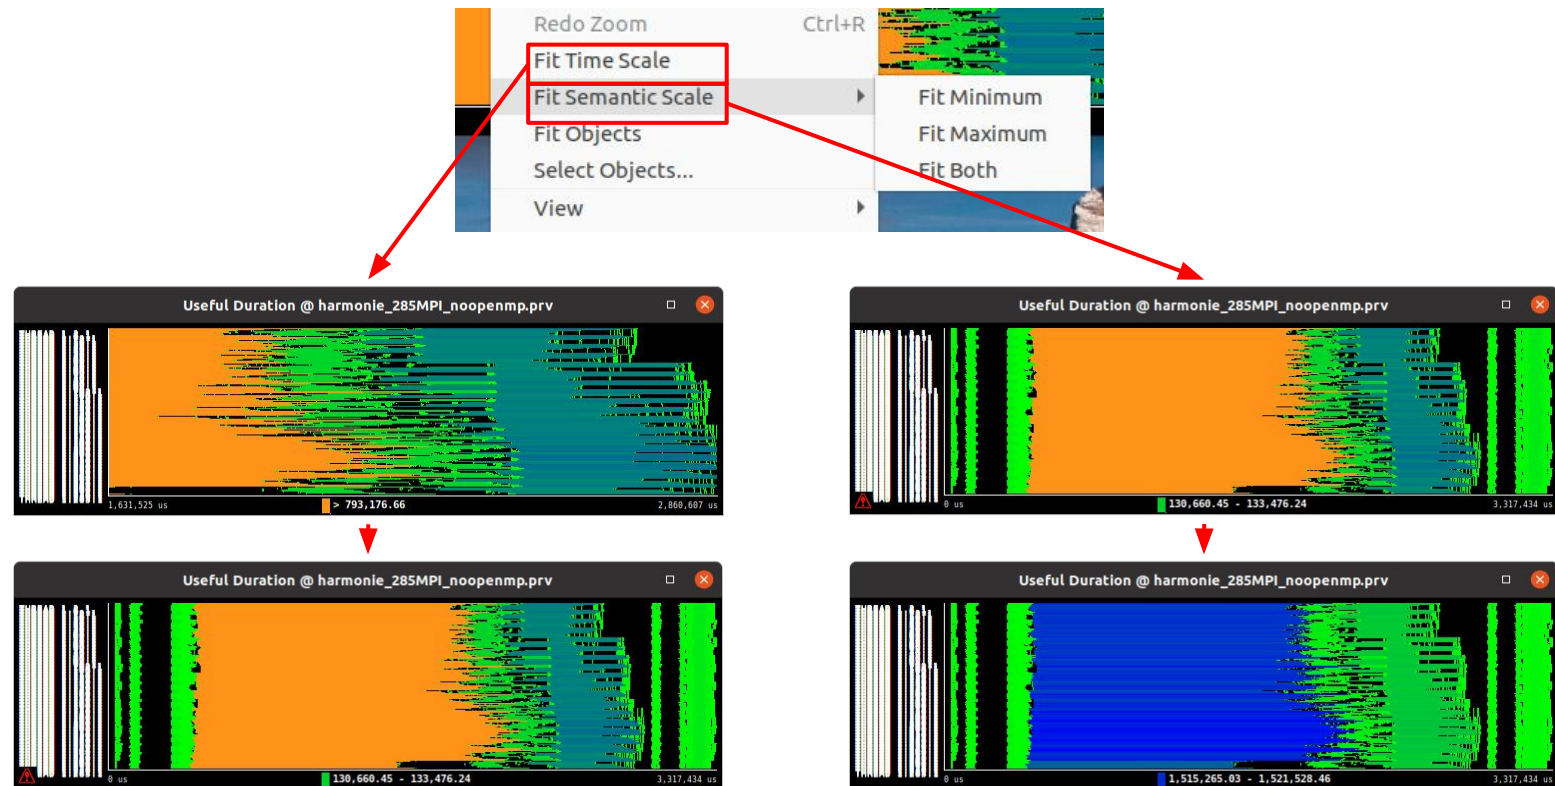 Redo Zoom Ctrl+R
Fit Time Scale
Fit Semantic Scale
Fit Minimum
Fit Objects
Fit Maximum
Select Objects...
Fit Both
View
Useful Duration @ harmonie_285MPI_noopenmp.prv
1,631,525 us > 793,176.66 2,860,607 us
Useful Duration @ harmonie_285MPI_noopenmp.prv
0 us 130,660.45 - 133,476.24 3,317,434 us
Useful Duration @ harmonie_285MPI_noopenmp.prv
0 us 130,660.45 - 133,476.24 3,317,434 us
Useful Duration @ harmonie_285MPI_noopenmp.prv
0 us 1,515,265.03 - 1,521,528.46 3,317,434 us